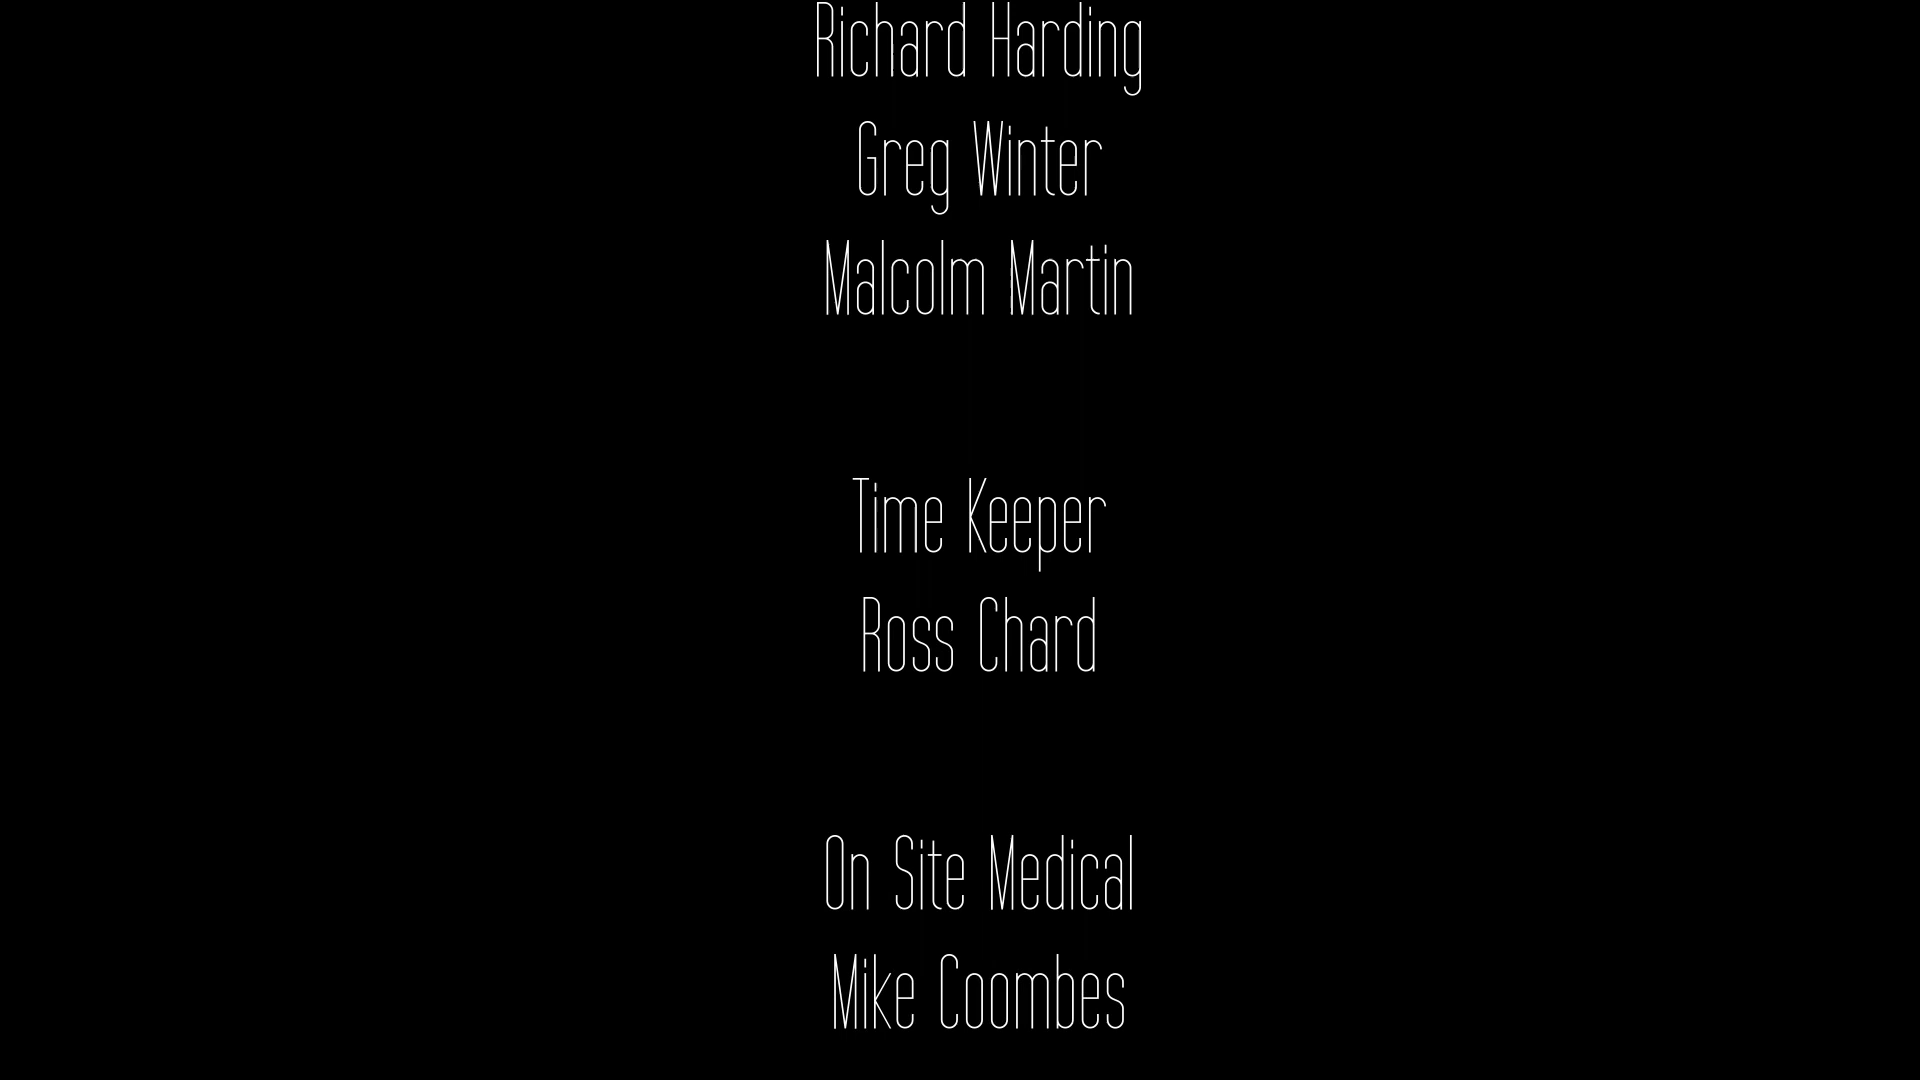 Richard Harding
Greg Winter
Malcolm Martin
Time Keeper
Ross Chard
On Site Medical
Mike Coombes